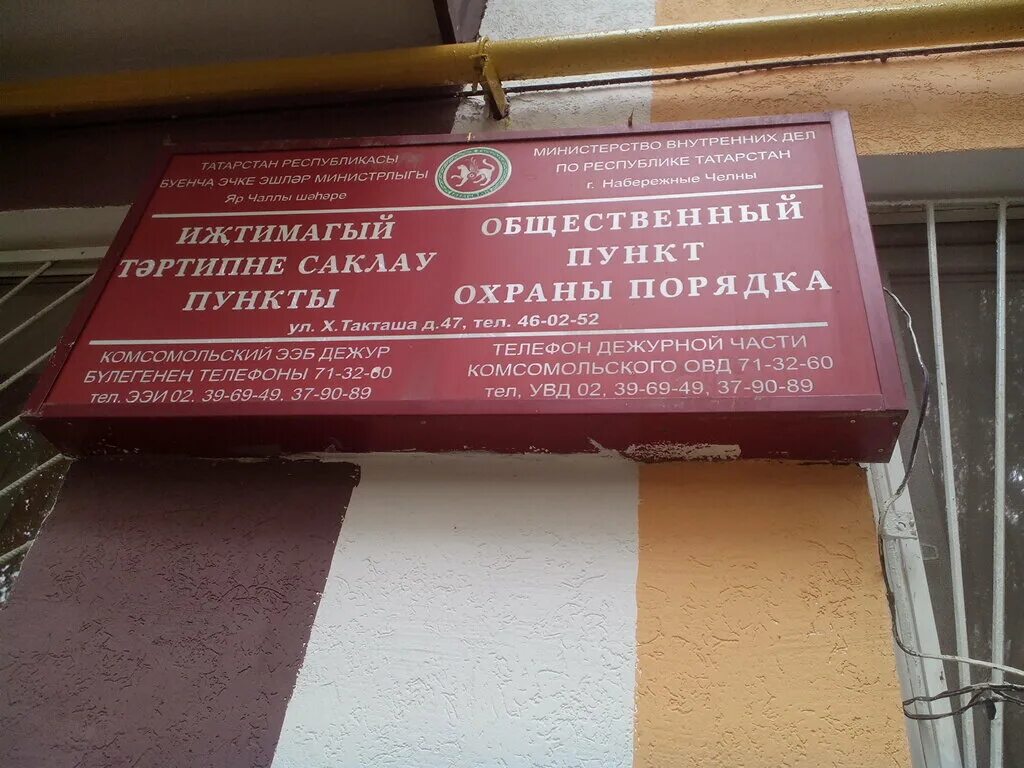 ТАТАРСТАН РЕСПУБЛИКАСЫ
БУЕНЧА ЭЧКЕ ЭШЛӘР МИНИСТРЛЫГЫ
Яр Чаллы шәһәре
МИНИСТЕРСТВО ВНУТРЕННИХ ДЕЛ
ПО РЕСПУБЛИКЕ ТАТАРСТАН
г. Набережные Челны
ИҖТИМАГЫЙ
ТӘРТИПНЕ САКЛАУ
ПУНКТЫ
ОБЩЕСТВЕННЫЙ
ПУНКТ
ОХРАНЫ ПОРЯДКА
ул. Х.Такташа д.47, тел. 46-02-52
КОМСОМОЛЬСКИЙ ЭЭБ ДЕЖУР
БҮЛЕГЕНЕҢ ТЕЛЕФОНЫ 71-32-60
тел. ЭЭИ 02, 39-69-49, 37-90-89
ТЕЛЕФОН ДЕЖУРНОЙ ЧАСТИ
КОМСОМОЛЬСКОГО ОВД 71-32-60
тел, УВД 02, 39-69-49, 37-90-89